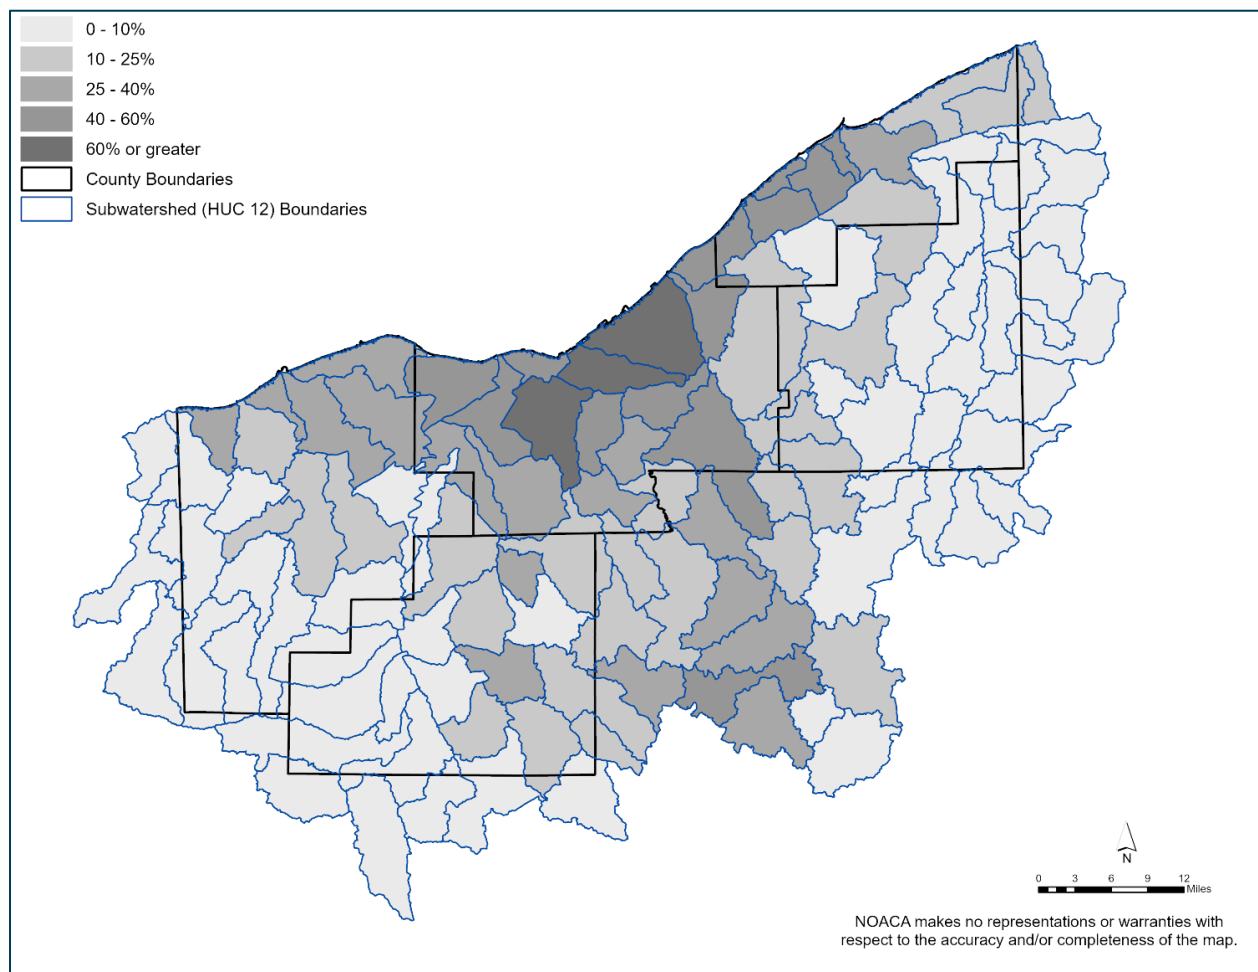 0 - 10%
10 - 25%
25 - 40%
40 - 60%
60% or greater
County Boundaries
Subwatershed (HUC 12) Boundaries
N
0 3 6 9 12
Miles
NOACA makes no representations or warranties with
respect to the accuracy and/or completeness of the map.